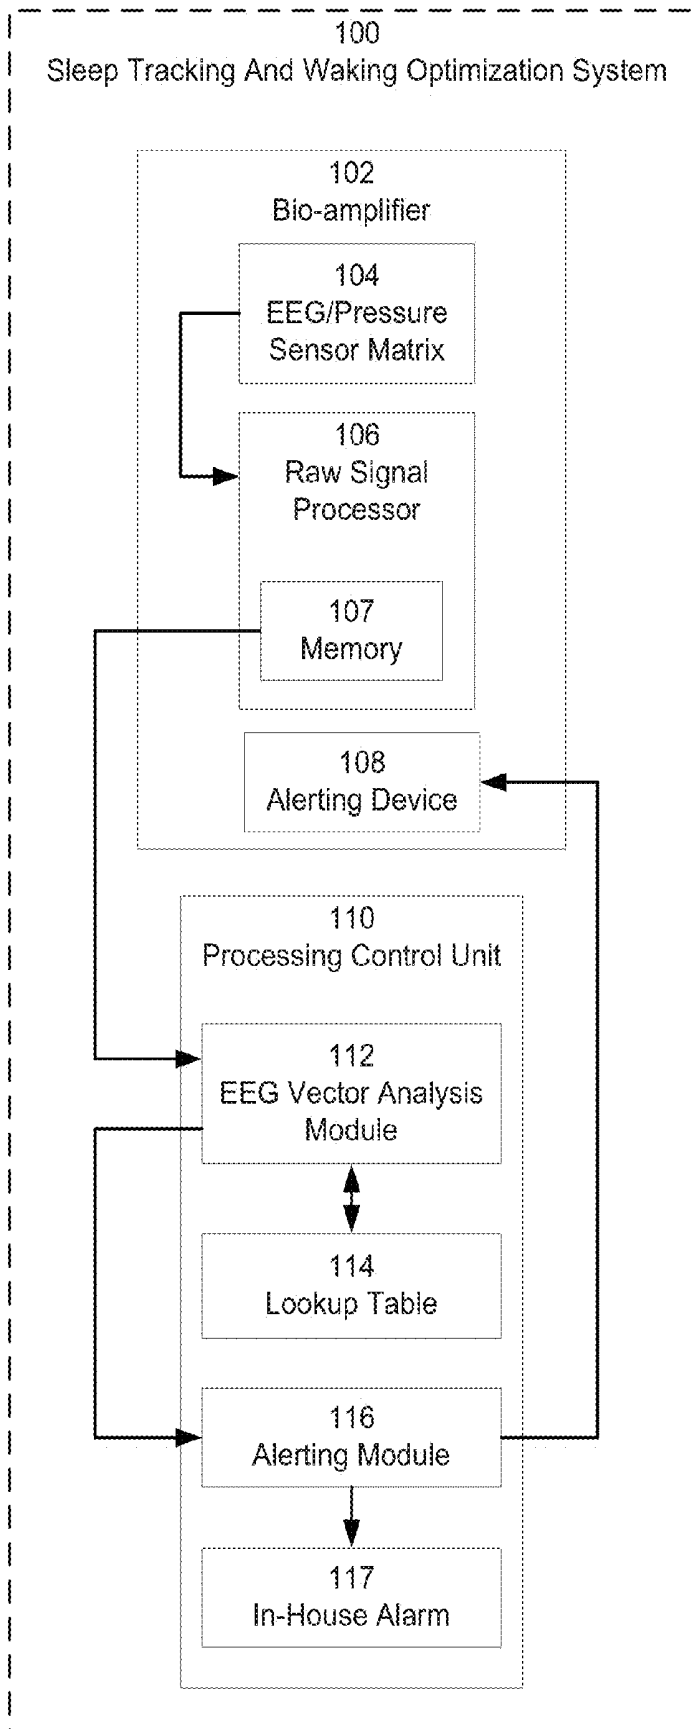 100
Sleep Tracking And Waking Optimization System
102
Bio-amplifier
104
EEG/Pressure
Sensor Matrix
106
Raw Signal
Processor
107
Memory
108
Alerting Device
110
Processing Control Unit
112
EEG Vector Analysis
Module
114
Lookup Table
116
Alerting Module
117
In-House Alarm